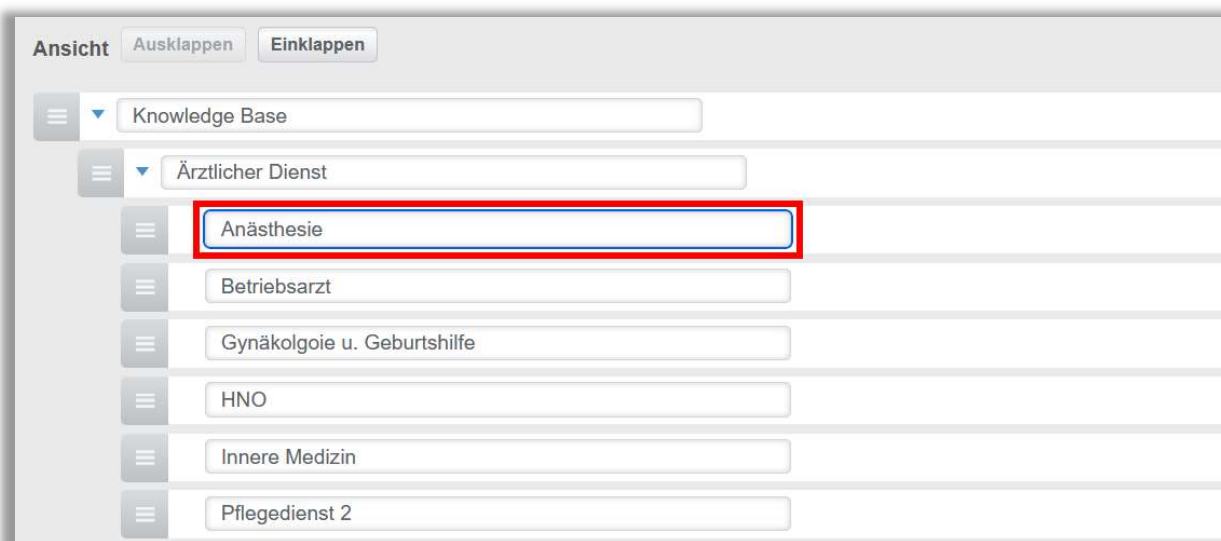 Ansicht Ausklappen Einklappen
Knowledge Base
Ärztlicher Dienst
Anästhesie
Betriebsarzt
Gynäkolgoie u. Geburtshilfe
HNO
Innere Medizin
Pflegedienst 2